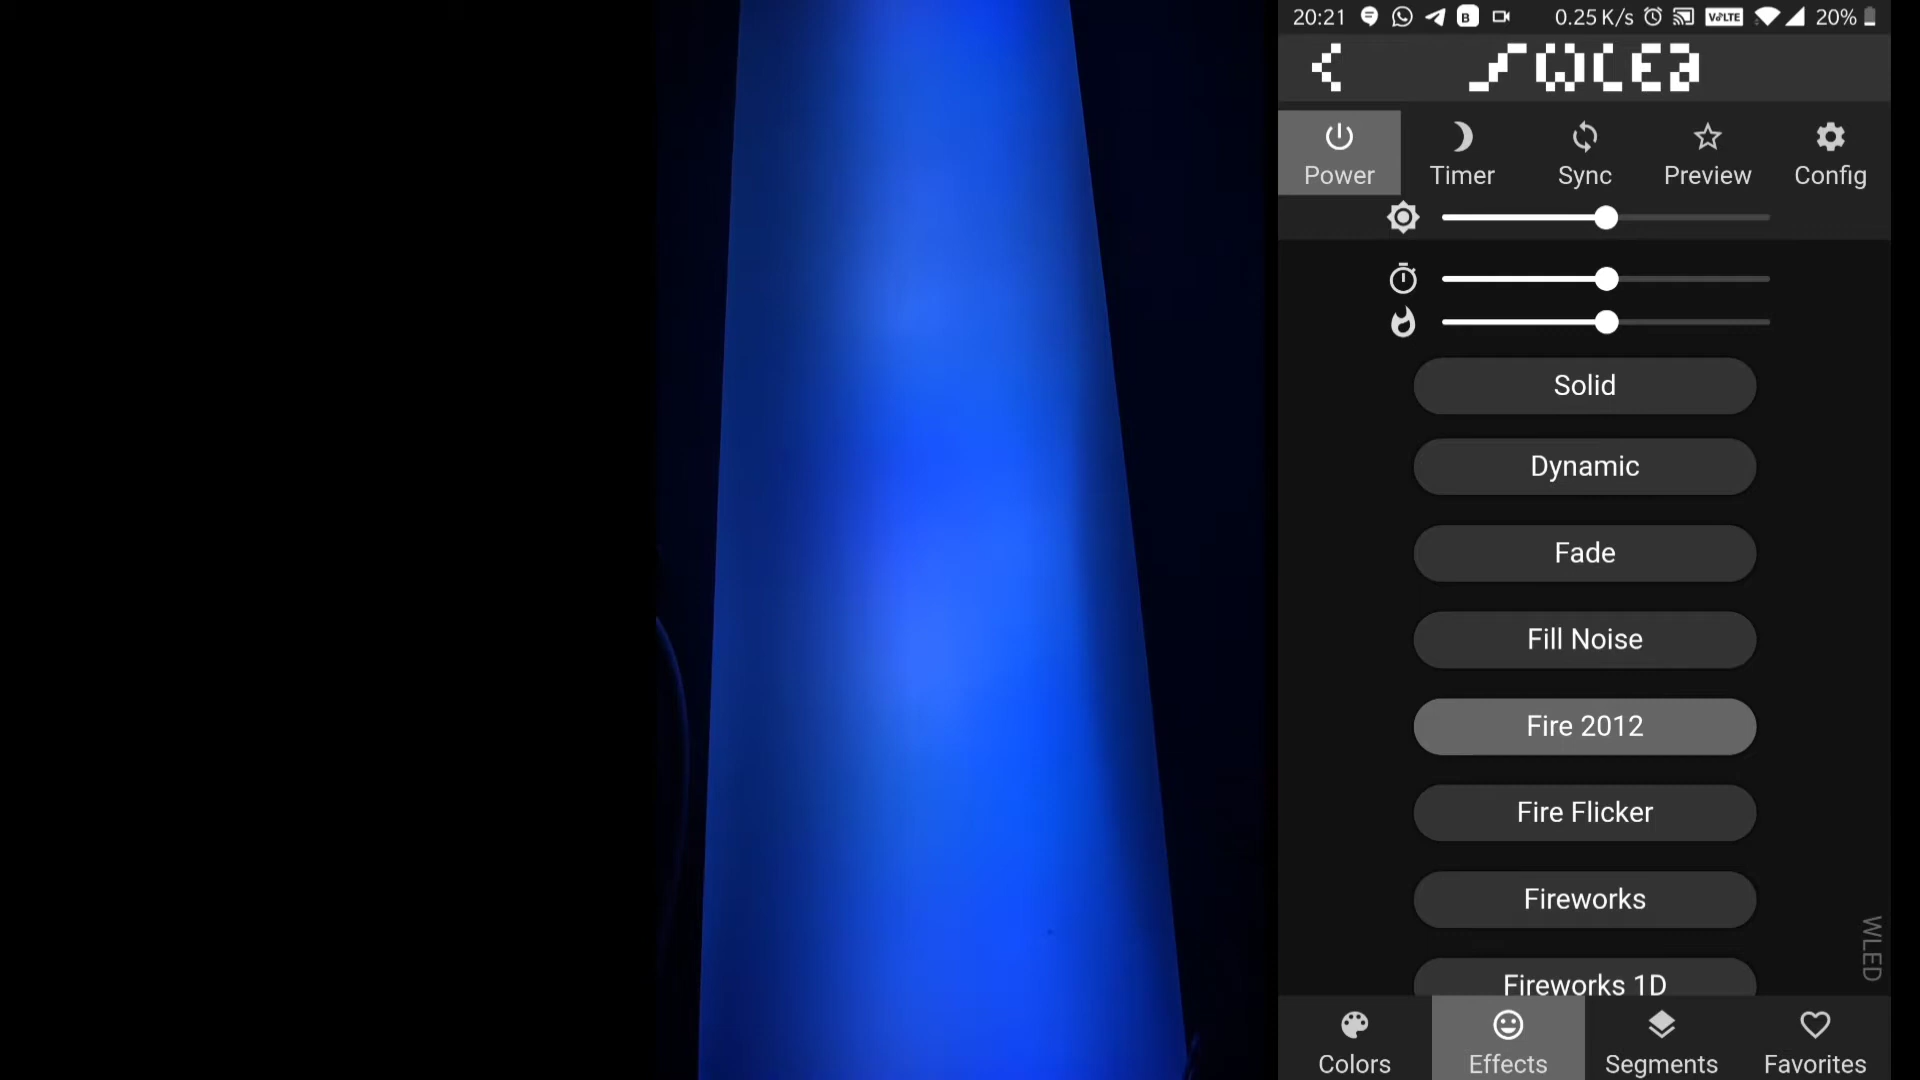 20:21 B 0.25 K/s VoLTE 20%
WLED
Power Timer Sync Preview Config
Solid
Dynamic
Fade
Fill Noise
Fire 2012
Fire Flicker
Fireworks
Fireworks 1D
WLED
Colors Effects Segments Favorites